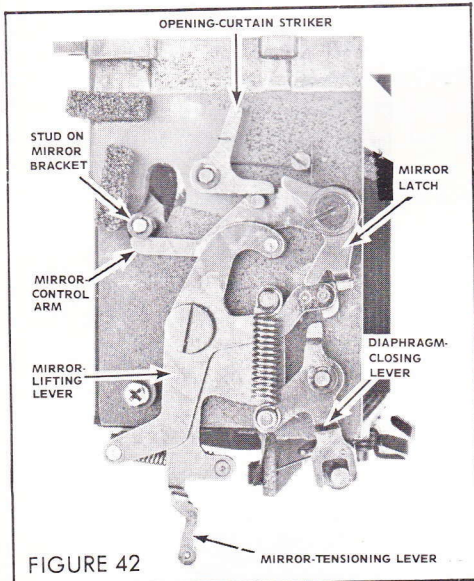 OPENING-CURTAIN STRIKER
STUD ON
MIRROR
BRACKET
MIRROR
LATCH
MIRROR-
CONTROL
ARM
DIAPHRAGM-
CLOSING
LEVER
MIRROR-
LIFTING
LEVER
MIRROR-TENSIONING LEVER
FIGURE 42